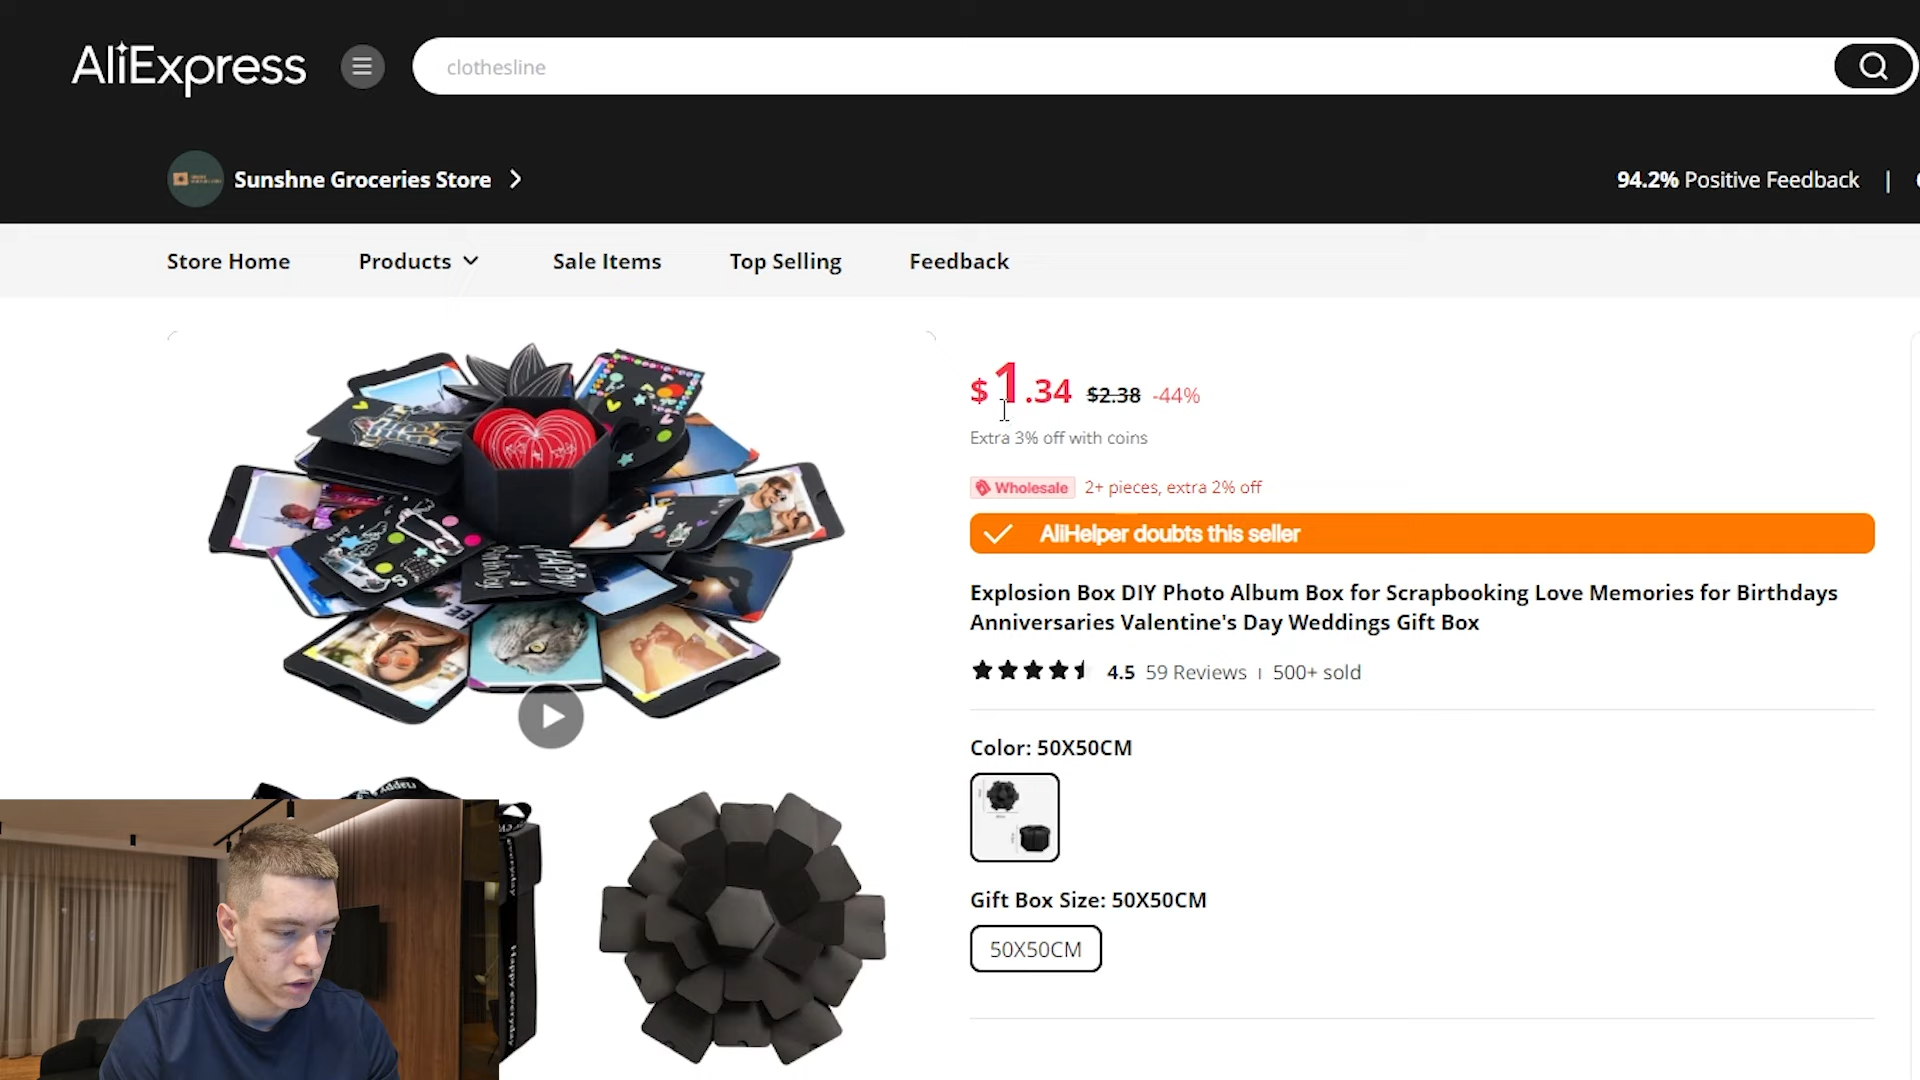 AliExpress
clothesline
Sunshne Groceries Store
94.2% Positive Feedback |
Store Home
Products
Sale Items
Top Selling
Feedback
$1.34 $2.38 -44%
Extra 3% off with coins
Wholesale 2+ pieces, extra 2% off
AliHelper doubts this seller
Explosion Box DIY Photo Album Box for Scrapbooking Love Memories for Birthdays
Anniversaries Valentine's Day Weddings Gift Box
4.5 59 Reviews | 500+ sold
Color: 50X50CM
Gift Box Size: 50X50CM
50X50CM
HAPPY
Happy everyday